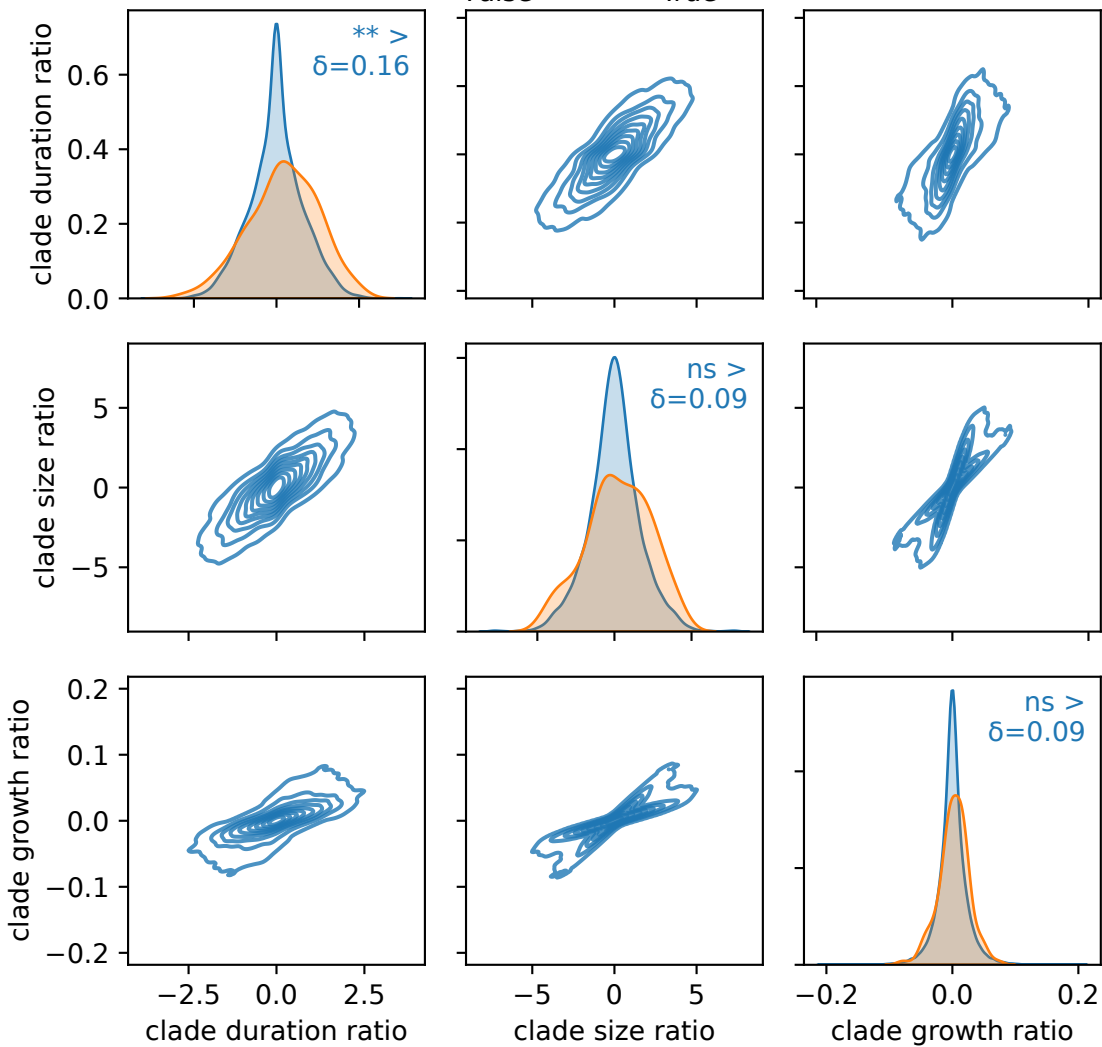 False True
clade duration ratio
0.6
0.4
0.2
0.0
** >
δ=0.16
clade size ratio
5
0
−5
ns >
δ=0.09
clade growth ratio
0.2
0.1
0.0
−0.1
−0.2
ns >
δ=0.09
−2.5 0.0 2.5
−5 0 5
−0.2 0.0 0.2
clade duration ratio
clade size ratio
clade growth ratio